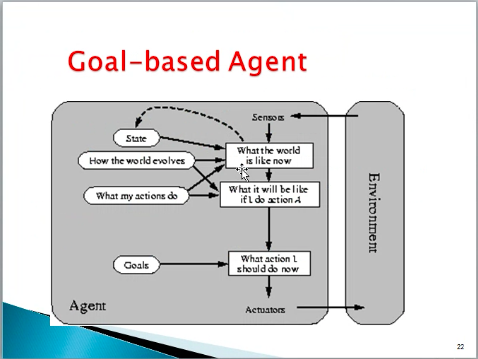 Goal-based Agent
Sensors
State
What the world
is like now
How the world evolves
What it will be like
if I do action A
What my actions do
Environment
Goals
What action I
should do now
Agent
Actuators
22